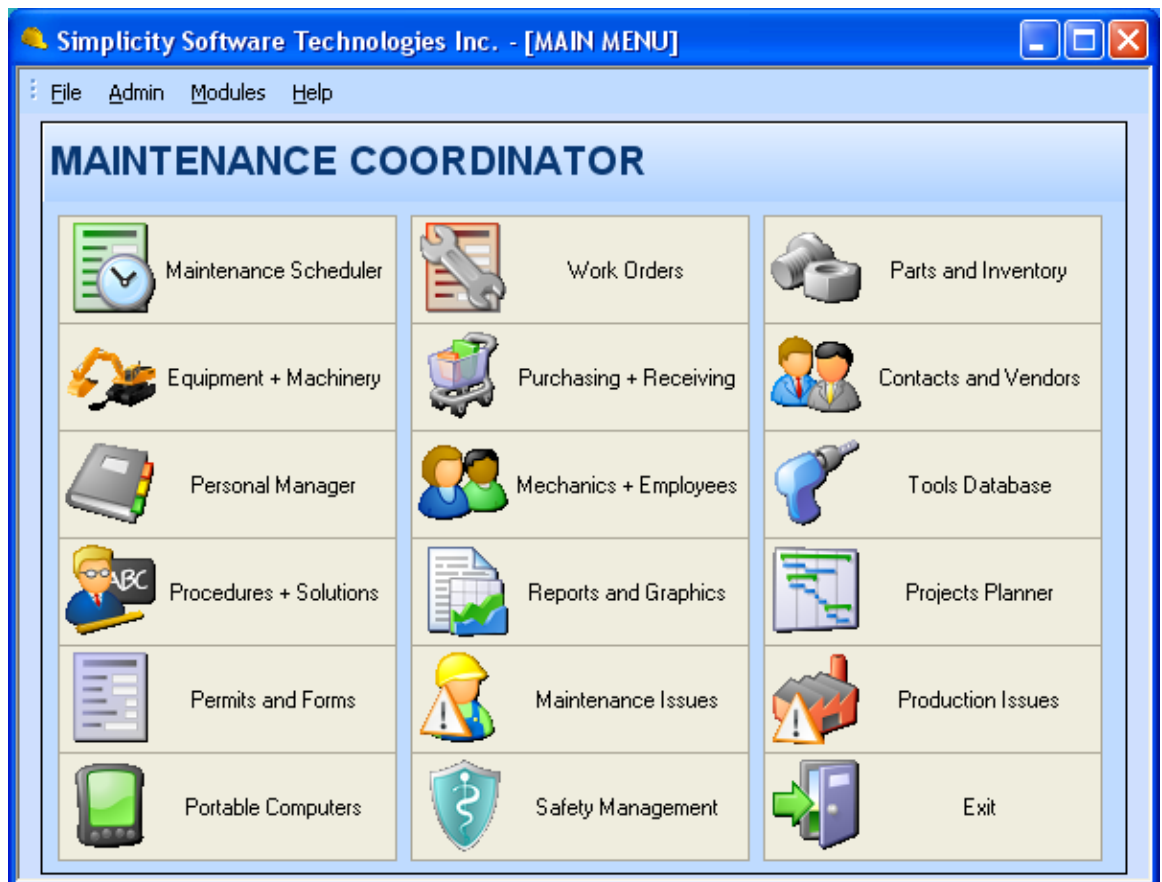 Simplicity Software Technologies Inc. - [MAIN MENU]
File Admin Modules Help
MAINTENANCE COORDINATOR
Maintenance Scheduler
Work Orders
Parts and Inventory
Equipment + Machinery
Purchasing + Receiving
Contacts and Vendors
Personal Manager
Mechanics + Employees
Tools Database
ABC
Procedures + Solutions
Reports and Graphics
Projects Planner
Permits and Forms
Maintenance Issues
Production Issues
Portable Computers
Safety Management
Exit